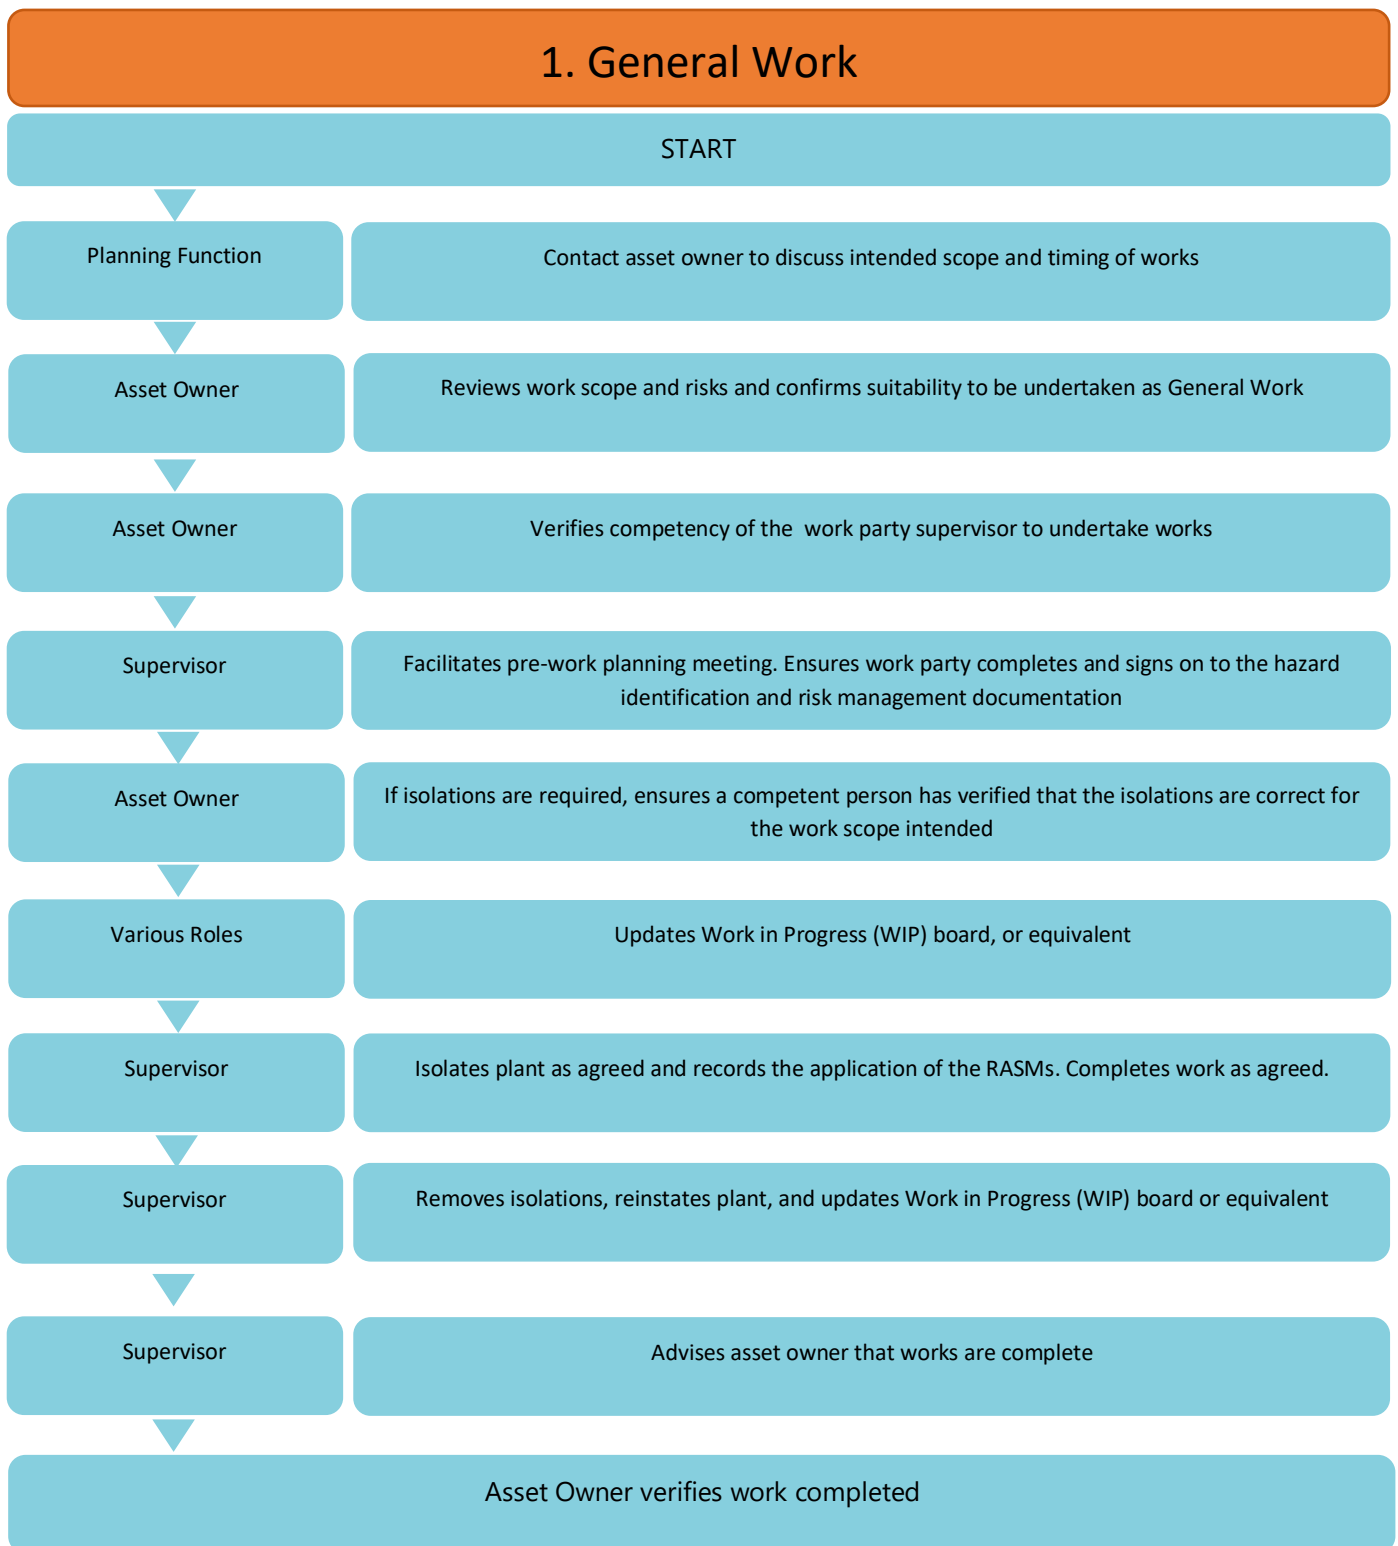 1. General Work
START
Planning Function
Contact asset owner to discuss intended scope and timing of works
Asset Owner
Reviews work scope and risks and confirms suitability to be undertaken as General Work
Asset Owner
Verifies competency of the  work party supervisor to undertake works
Supervisor
Facilitates pre-work planning meeting. Ensures work party completes and signs on to the hazard
identification and risk management documentation
Asset Owner
If isolations are required, ensures a competent person has verified that the isolations are correct for
the work scope intended
Various Roles
Updates Work in Progress (WIP) board, or equivalent
Supervisor
Isolates plant as agreed and records the application of the RASMs. Completes work as agreed.
Supervisor
Removes isolations, reinstates plant, and updates Work in Progress (WIP) board or equivalent
Supervisor
Advises asset owner that works are complete
Asset Owner verifies work completed